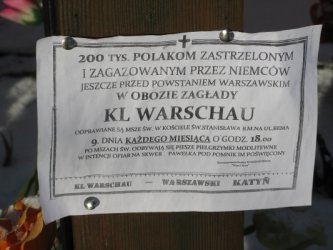 200 TYS. POLAKOM ZASTRZELONYM
I ZAGAZOWANYM PRZEZ NIEMCÓW
JESZCZE PRZED POWSTANIEM WARSZAWSKIM
W OBOZIE ZAGŁADY
KL WARSCHAU
ODPRAWIANE SĄ MSZE ŚW. W KOŚCIELE ŚW. STANISŁAWA B.M. NA UL. BEMA
9. DNIA KAŻDEGO MIESIĄCA O GODZ. 18.00
PO MSZACH ŚW. ODBYWAJĄ SIĘ PIESZE PIELGRZYMKI MODLITEWNE
W INTENCJI OFIAR NA SKWER PAWEŁKA POD POMNIK IM POŚWIĘCONY
KL WARSCHAU – WARSZAWSKI KATYŃ